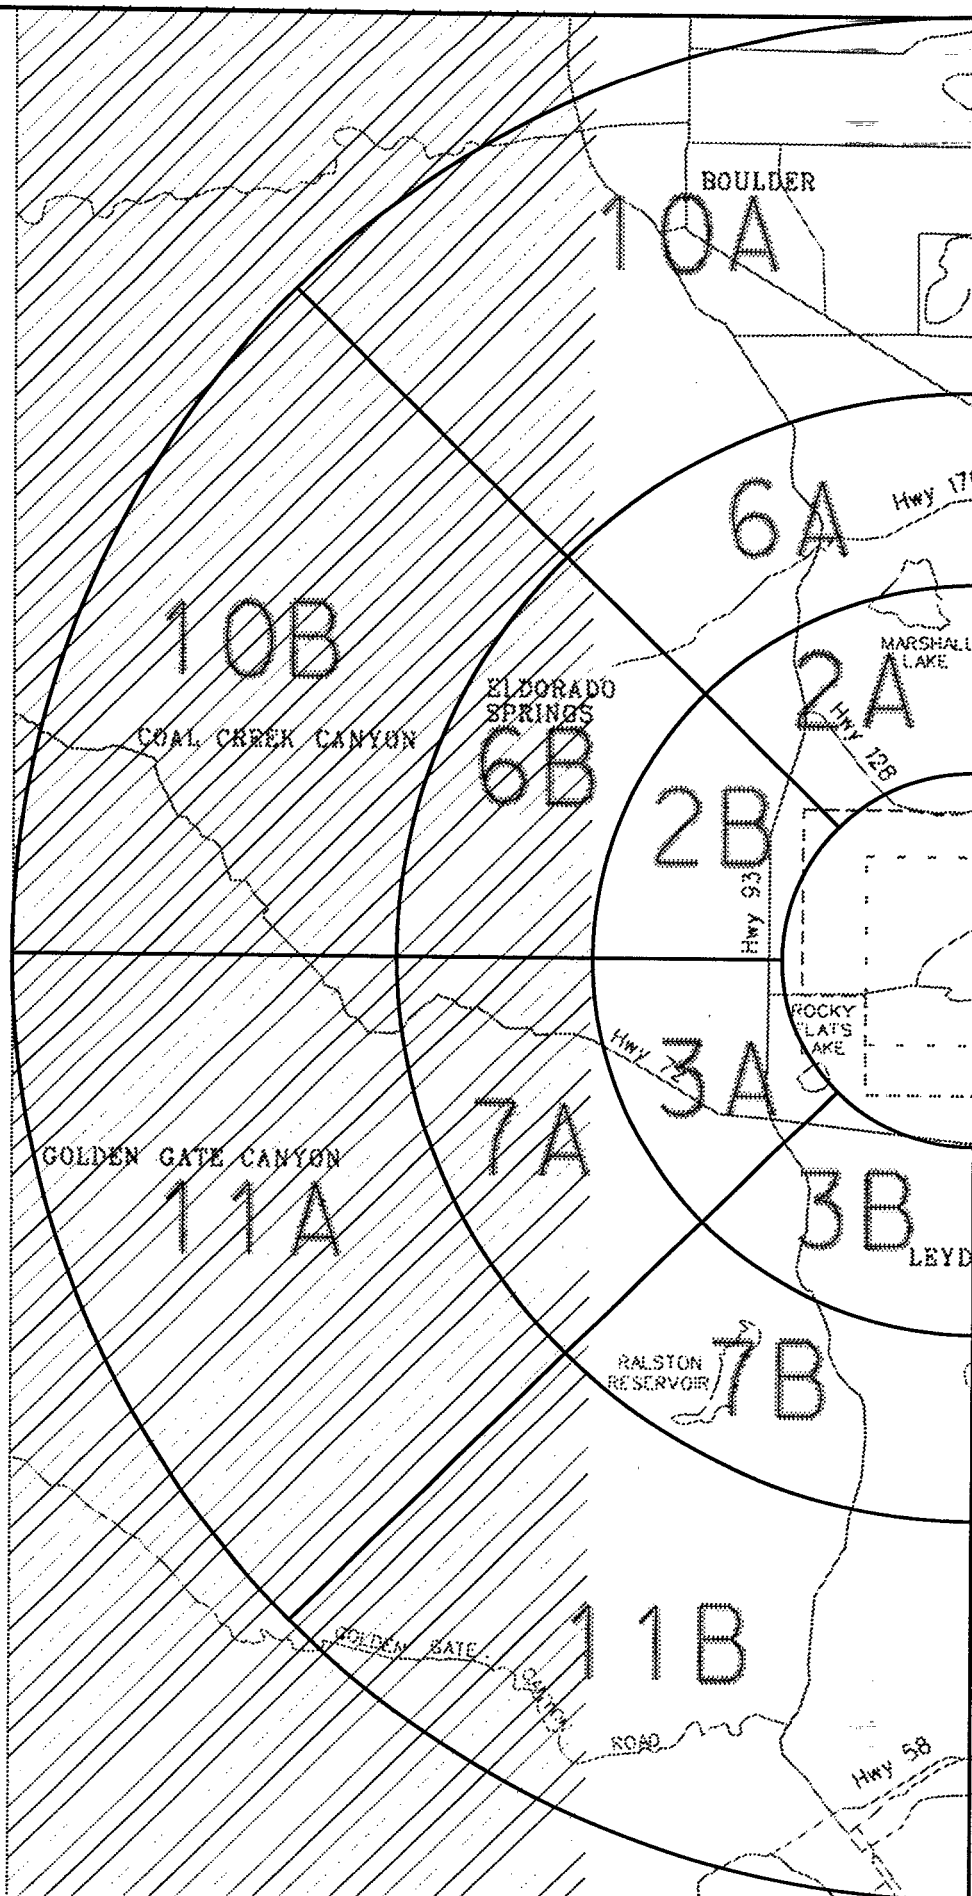 BOULDER
10A
6A
Hwy 17
10B
MARSHALL
LAKE
2A
ELDORADO
SPRINGS
6B
COAL CREEK CANYON
Hwy 128
2B
Hwy 93
ROCKY
FLATS
LAKE
Hwy 72
3A
7A
GOLDEN GATE CANYON
11A
3B
LEYD
RALSTON
RESERVOIR
7B
11B
GOLDEN GATE
CANYON
ROAD
Hwy 58